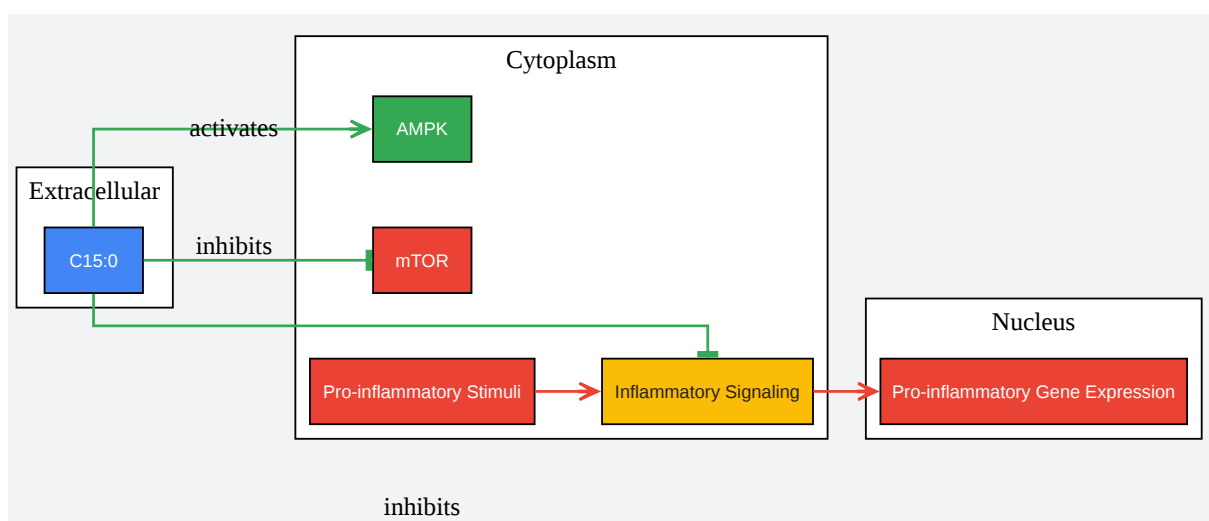 Cytoplasm
activates
AMPK
Extracellular
C15:0
inhibits
mTOR
Nucleus
Pro-inflammatory Stimuli
Inflammatory Signaling
Pro-inflammatory Gene Expression
inhibits